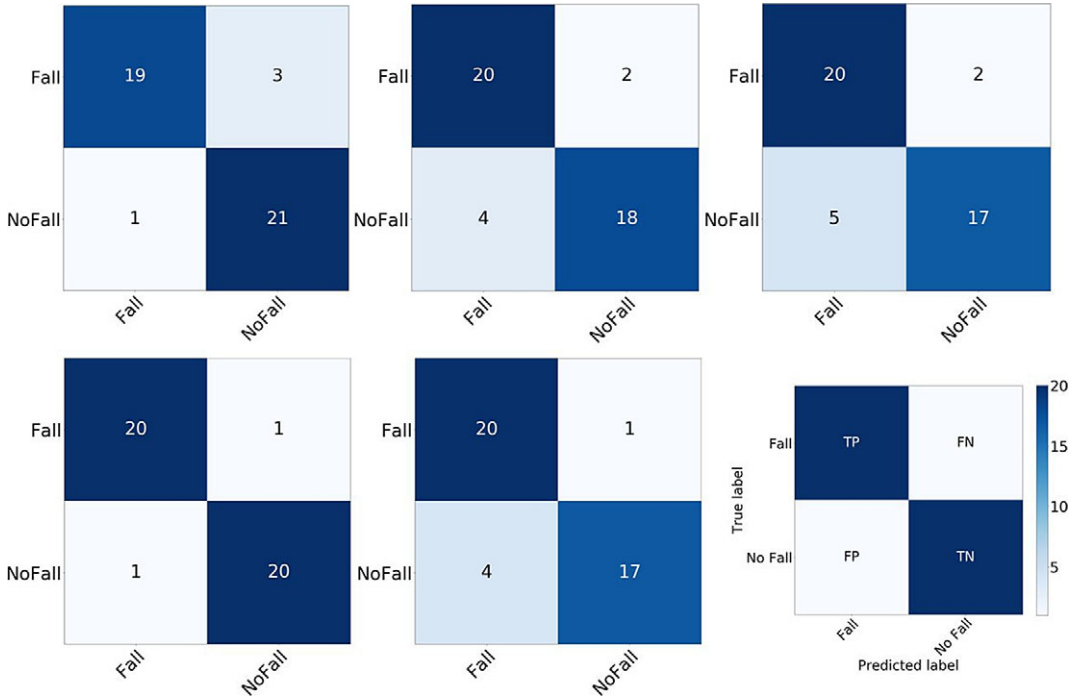 Fall 19 3
NoFall 1 21
Fall NoFall
Fall 20 2
NoFall 4 18
Fall NoFall
Fall 20 2
NoFall 5 17
Fall NoFall
Fall 20 1
NoFall 1 20
Fall NoFall
Fall 20 1
NoFall 4 17
Fall NoFall
True label
Fall TP FN
No Fall FP TN
Fall No Fall
Predicted label
20
15
10
5